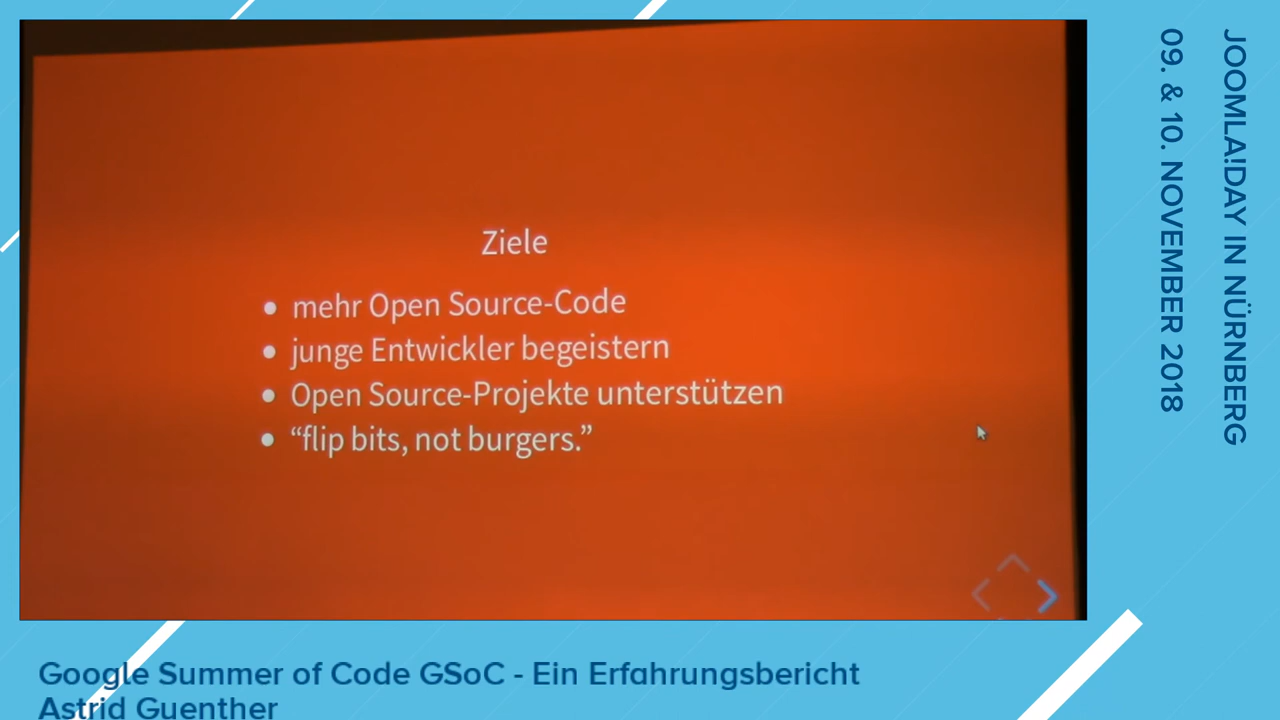 Ziele
• mehr Open Source-Code
• junge Entwickler begeistern
• Open Source-Projekte unterstützen
• “flip bits, not burgers.”
JOOMLA!DAY IN NÜRNBERG
09. & 10. NOVEMBER 2018
Google Summer of Code GSoC - Ein Erfahrungsbericht
Astrid Guenther